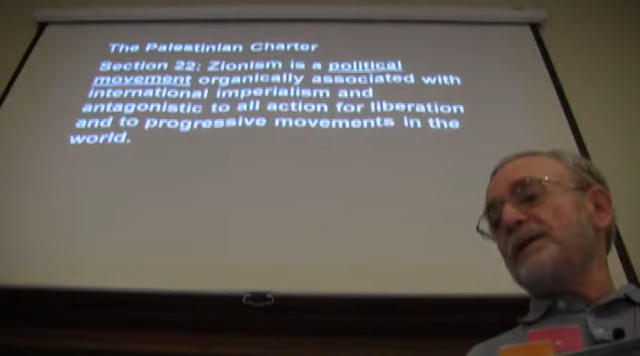 The Palestinian Charter
Section 22: Zionism is a political
movement organically associated with
international imperialism and
antagonistic to all action for liberation
and to progressive movements in the
world.